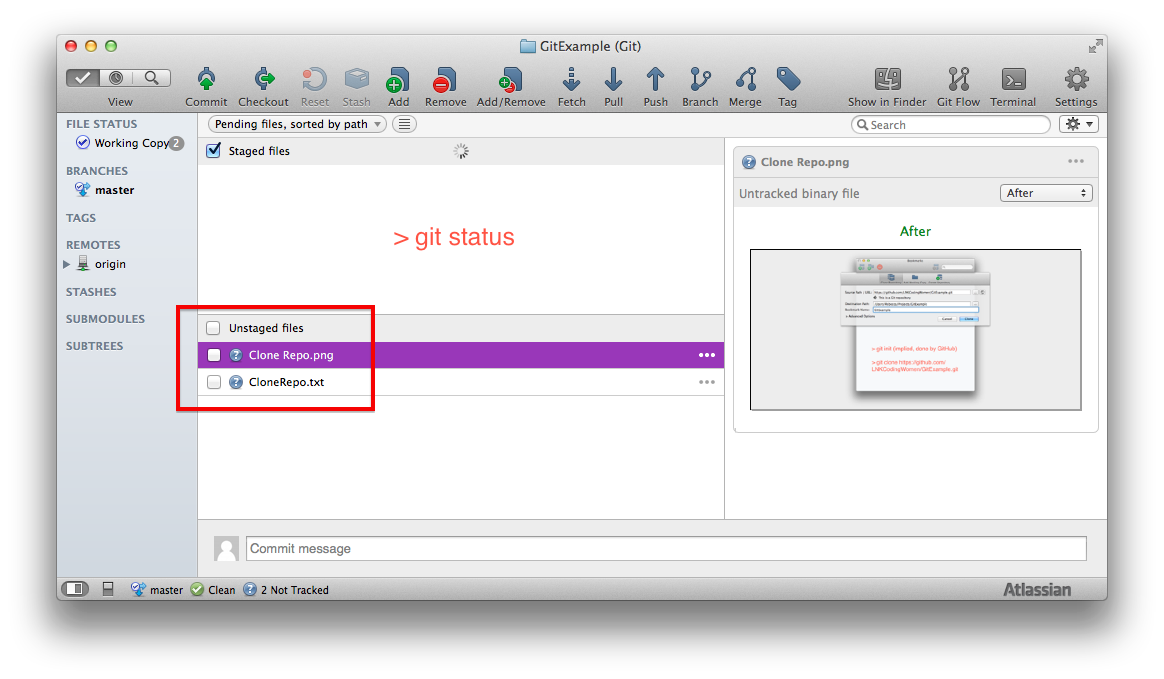 GitExample (Git)
View
Commit
Checkout
Reset
Stash
Add
Remove
Add/Remove
Fetch
Pull
Push
Branch
Merge
Tag
Show in Finder
Git Flow
Terminal
Settings
FILE STATUS
Working Copy 2
BRANCHES
master
TAGS
REMOTES
origin
STASHES
SUBMODULES
SUBTREES
Pending files, sorted by path
Search
Staged files
> git status
Unstaged files
Clone Repo.png
CloneRepo.txt
Clone Repo.png
Untracked binary file
After
After
> git init (implied, done by GitHub)
> git clone https://github.com/
LNKCodingWomen/GitExample.git
Commit message
master
Clean
2 Not Tracked
Atlassian